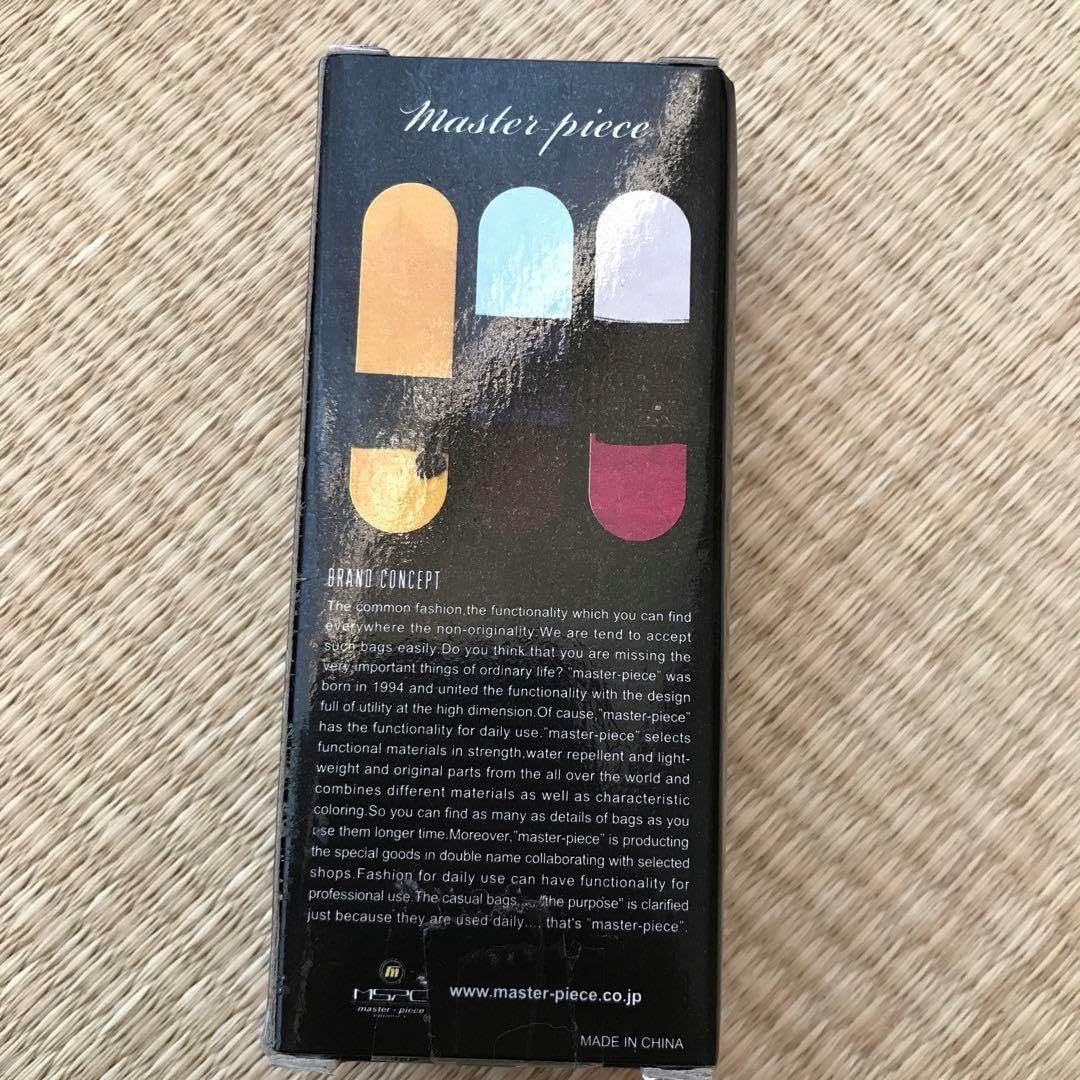 master-piece
BRAND CONCEPT
The common fashion,the functionality which you can find
everywhere the non-originality.We are tend to accept
such bags easily.Do you think that you are missing the
very important things of ordinary life? "master-piece" was
born in 1994 and united the functionality with the design
full of utility at the high dimension.Of cause,"master-piece"
has the functionality for daily use."master-piece" selects
functional materials in strength,water repellent and light-
weight and original parts from the all over the world and
combines different materials as well as characteristic
coloring.So you can find as many as details of bags as you
use them longer time.Moreover,"master-piece" is producing
the special goods in double name collaborating with selected
shops.Fashion for daily use can have functionality for
professional use.The casual bags.... "the purpose" is clarified
just because they are used daily.... that's "master-piece".
m
MSPC
master-piece
www.master-piece.co.jp
MADE IN CHINA